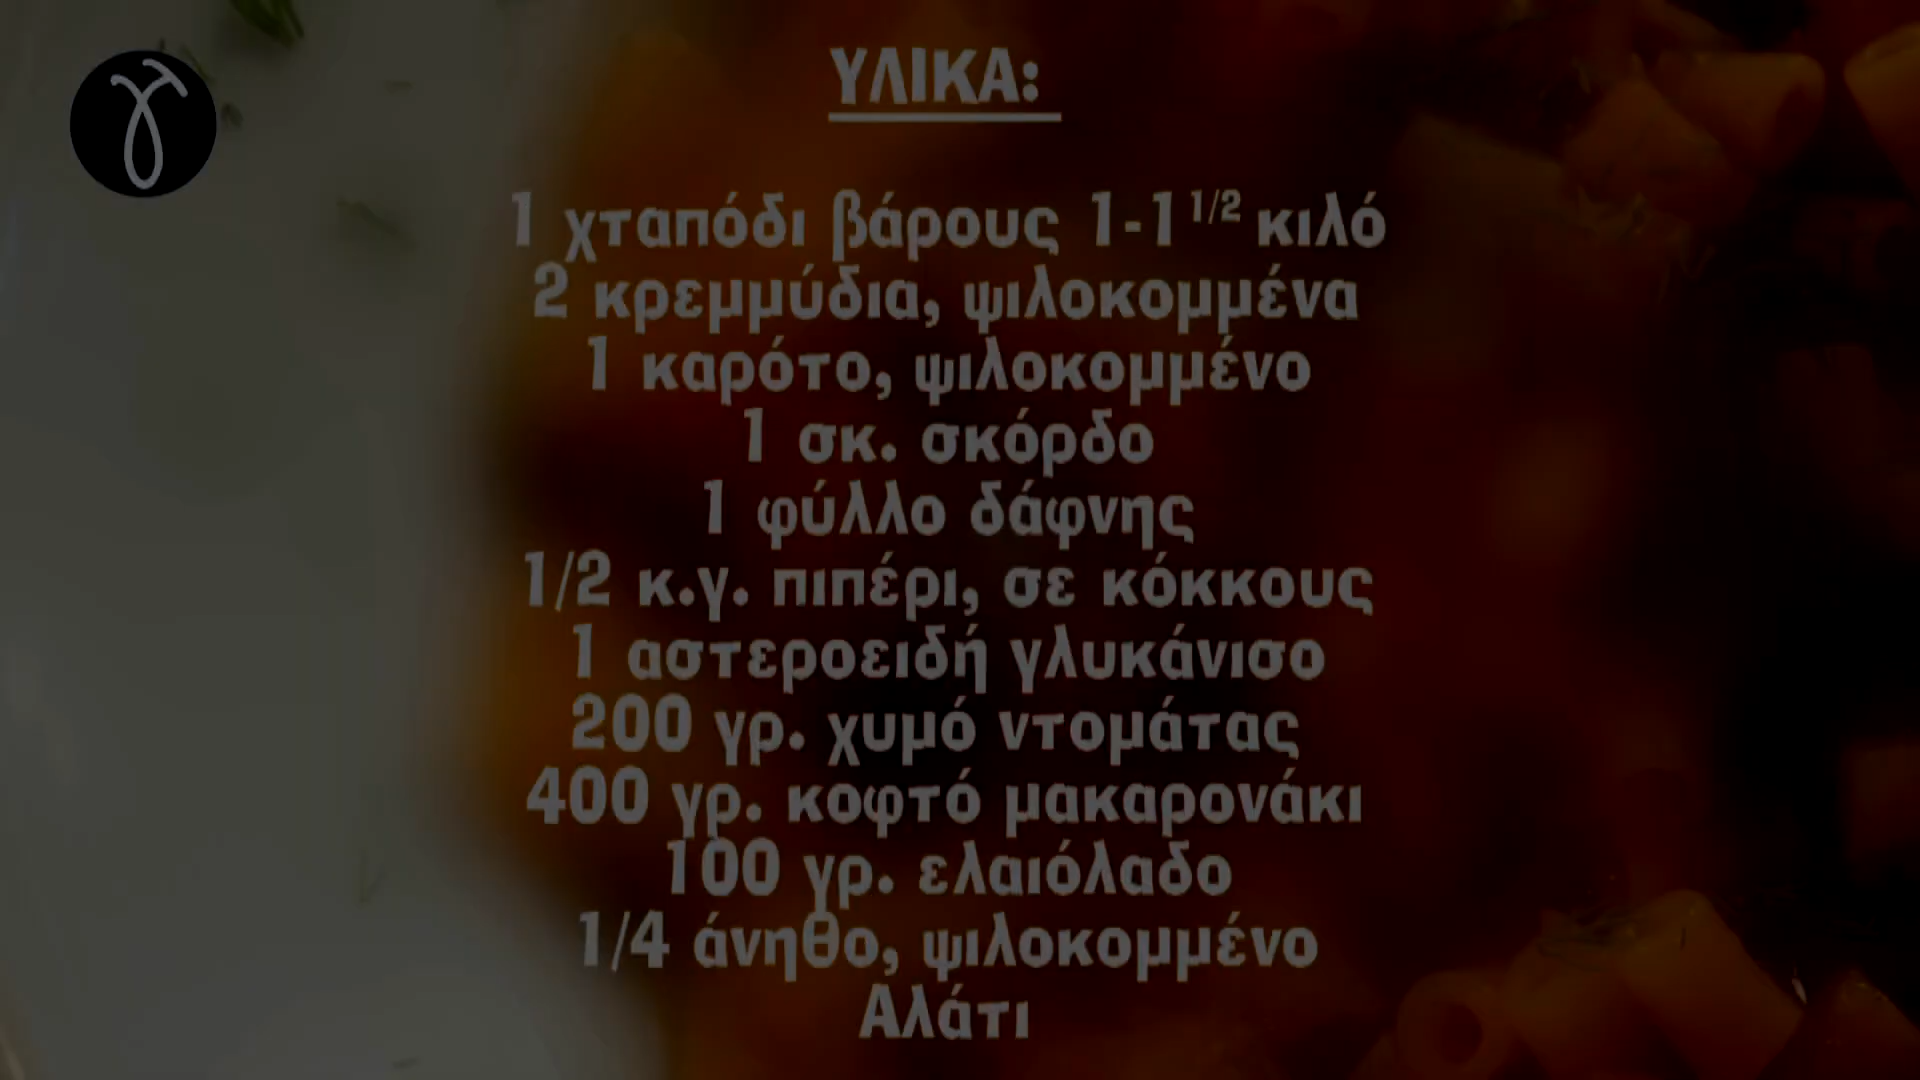 ΥΛΙΚΑ:
1 χταπόδι βάρους 1-1 1/2 κιλό
2 κρεμμύδια, ψιλοκομμένα
1 καρότο, ψιλοκομμένο
1 σκ. σκόρδο
1 φύλλο δάφνης
1/2 κ.γ. πιπέρι, σε κόκκους
1 αστεροειδή γλυκάνισο
200 γρ. χυμό ντομάτας
400 γρ. κοφτό μακαρονάκι
100 γρ. ελαιόλαδο
1/4 άνηθο, ψιλοκομμένο
Αλάτι